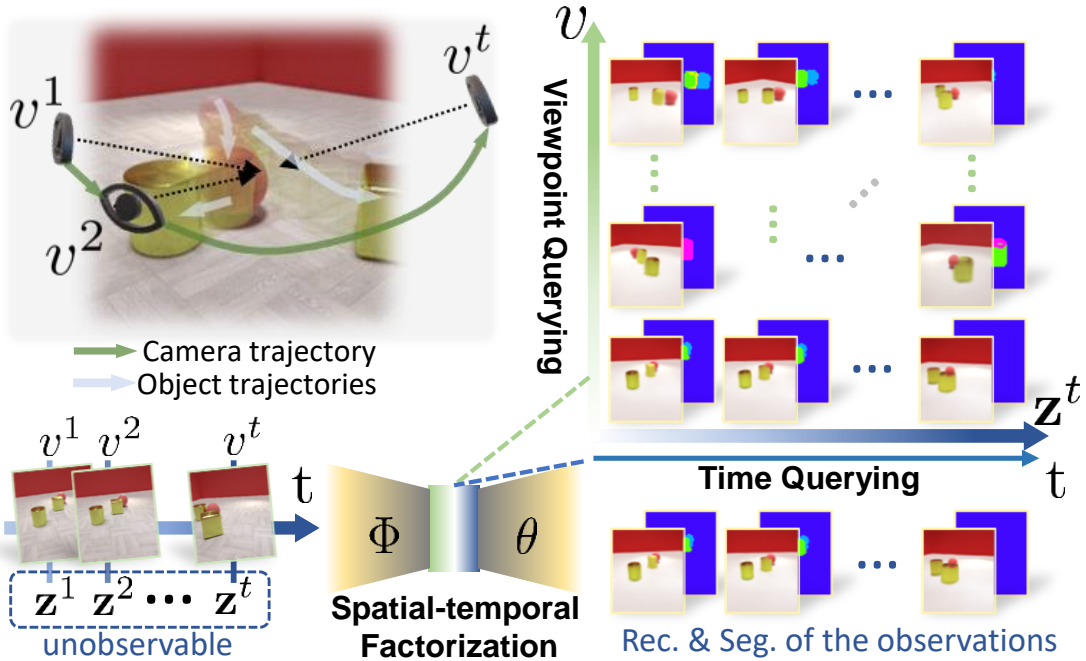 v^1
v^t
v^2
Camera trajectory
Object trajectories
v
Viewpoint Querying
z^t
Time Querying
t
v^1 v^2 v^t
t
z^1 z^2 ••• z^t
unobservable
Φ θ
Spatial-temporal
Factorization
Rec. & Seg. of the observations